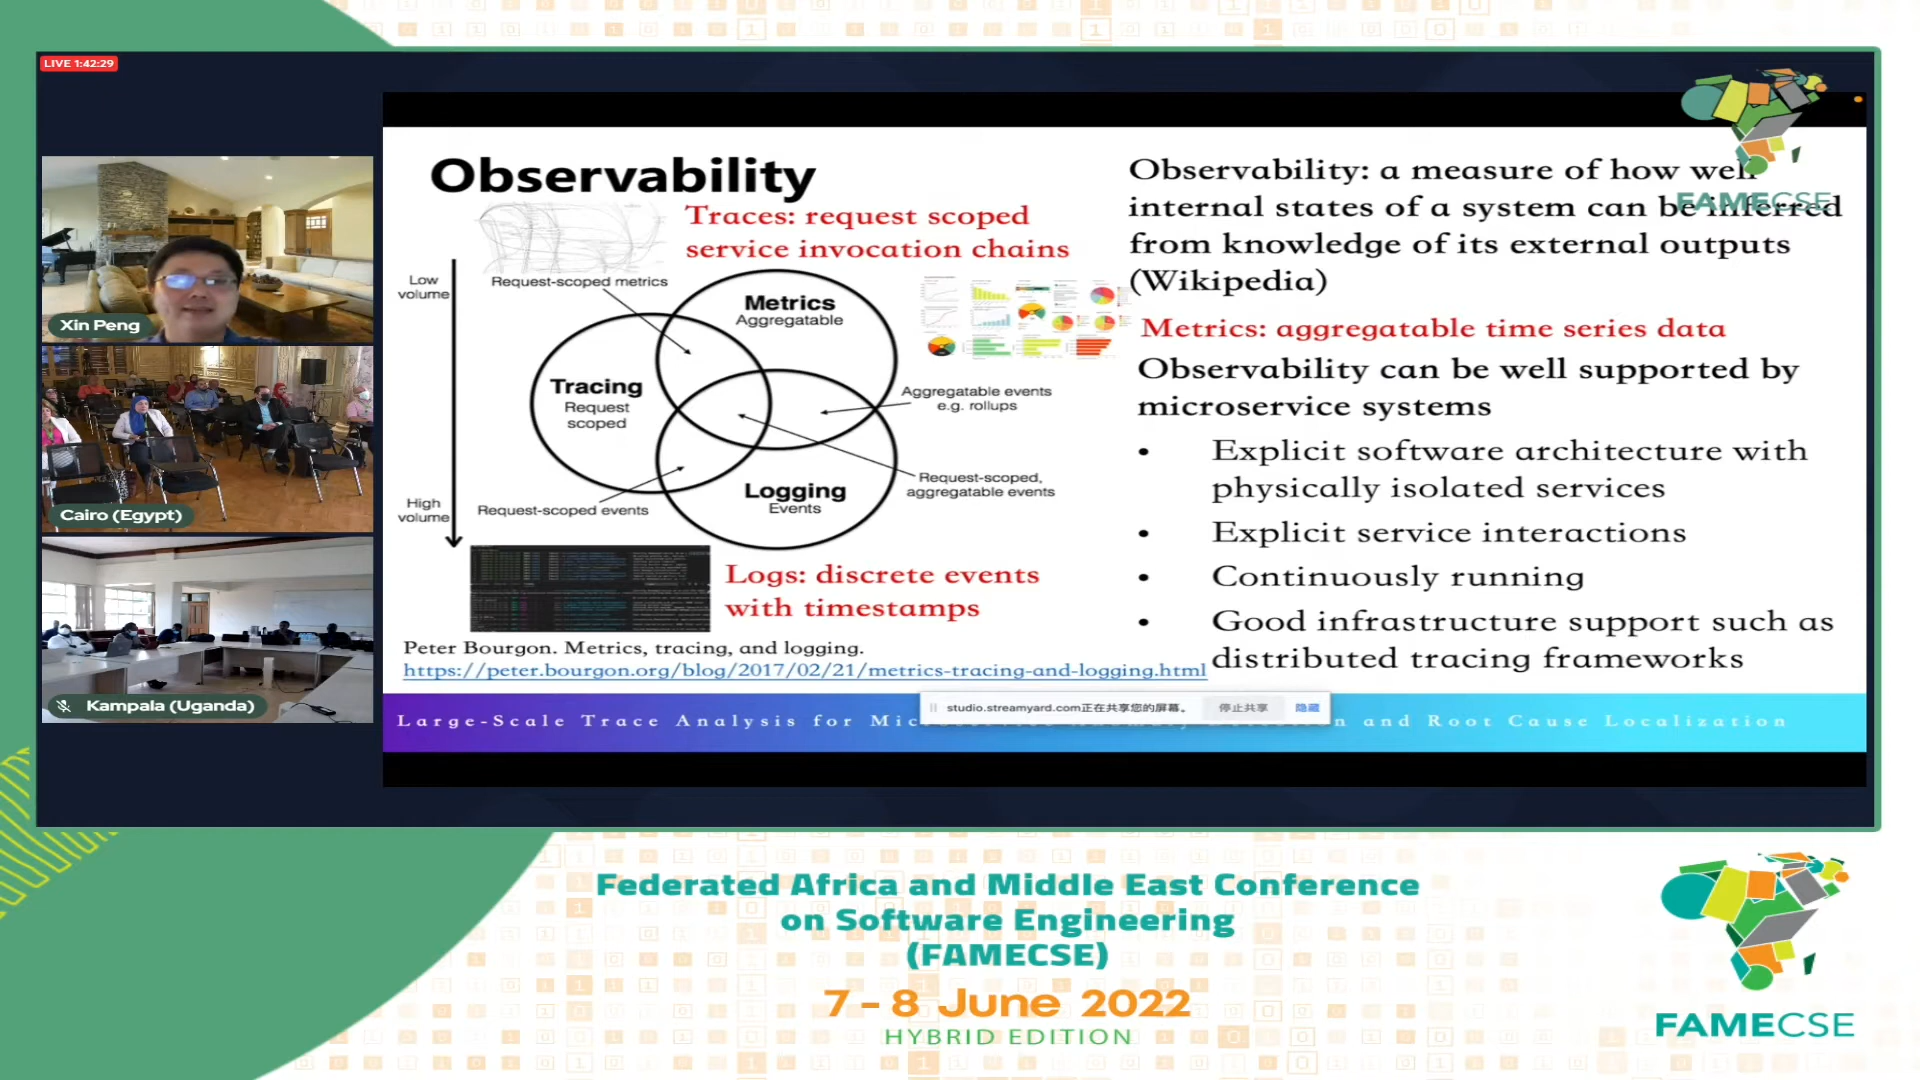 LIVE 1:42:29
Xin Peng
Cairo (Egypt)
Kampala (Uganda)
Observability
Traces: request scoped
service invocation chains
Low
volume
High
volume
Request-scoped metrics
Metrics
Aggregatable
Tracing
Request
scoped
Aggregatable events
e.g. rollups
Logging
Events
Request-scoped,
aggregatable events
Request-scoped events
Logs: discrete events
with timestamps
Peter Bourgon. Metrics, tracing, and logging.
https://peter.bourgon.org/blog/2017/02/21/metrics-tracing-and-logging.html
Observability: a measure of how well
internal states of a system can be inferred
from knowledge of its external outputs
(Wikipedia)
Metrics: aggregatable time series data
Observability can be well supported by
microservice systems
• Explicit software architecture with
physically isolated services
• Explicit service interactions
• Continuously running
• Good infrastructure support such as
distributed tracing frameworks
FAMECSE
Large-Scale Trace Analysis for and Root Cause Localization
studio.streamyard.com正在共享您的屏幕。 停止共享 隐藏
Federated Africa and Middle East Conference
on Software Engineering
(FAMECSE)
7 - 8 June 2022
HYBRID EDITION
FAMECSE